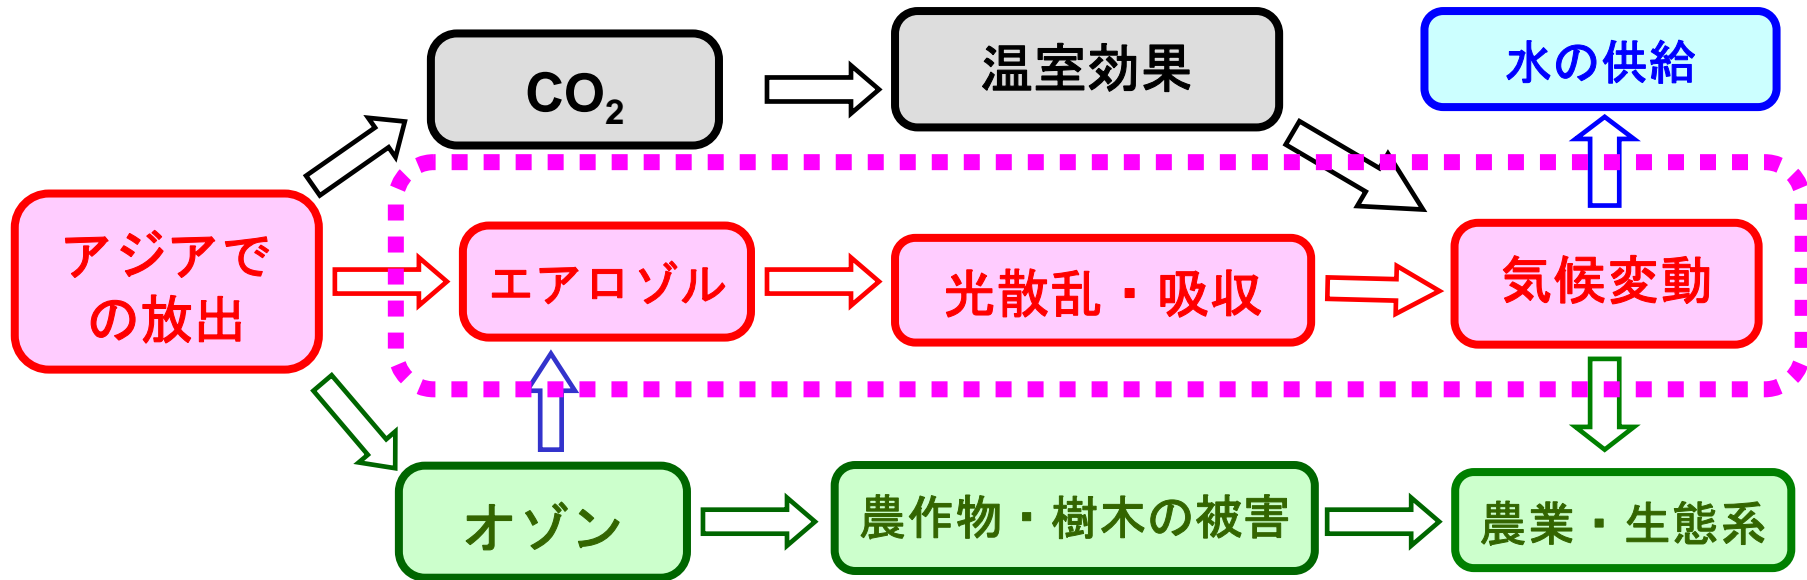 CO₂
温室効果
水の供給
アジアで
の放出
エアロゾル
光散乱・吸収
気候変動
オゾン
農作物・樹木の被害
農業・生態系